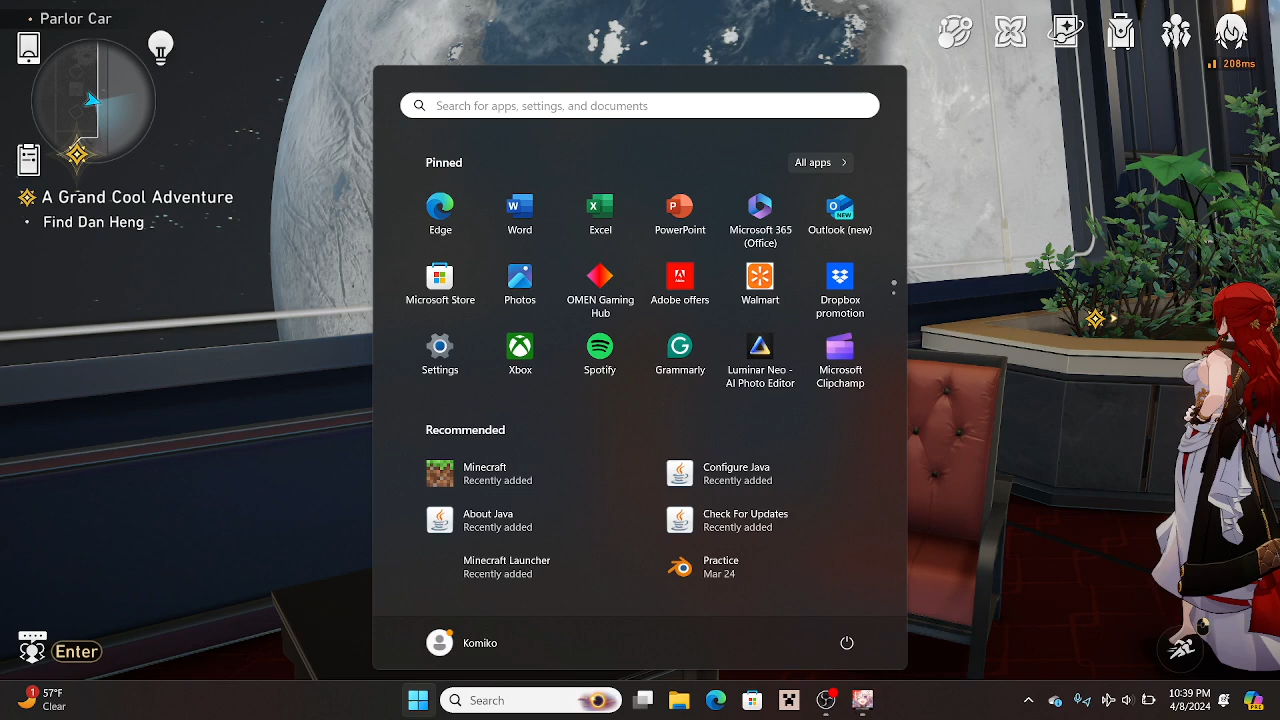 Parlor Car
208ms
A Grand Cool Adventure
Find Dan Heng
Search for apps, settings, and documents
Pinned
All apps
Edge
Word
Excel
PowerPoint
Microsoft 365
(Office)
Outlook (new)
Microsoft Store
Photos
OMEN Gaming
Hub
Adobe offers
Walmart
Dropbox
promotion
Settings
Xbox
Spotify
Grammarly
Luminar Neo -
AI Photo Editor
Microsoft
Clipchamp
Recommended
Minecraft
Recently added
Configure Java
Recently added
About Java
Recently added
Check For Updates
Recently added
Minecraft Launcher
Recently added
Practice
Mar 24
Komiko
Enter
1
57°F
Clear
Search
10:39 PM
4/8/2024